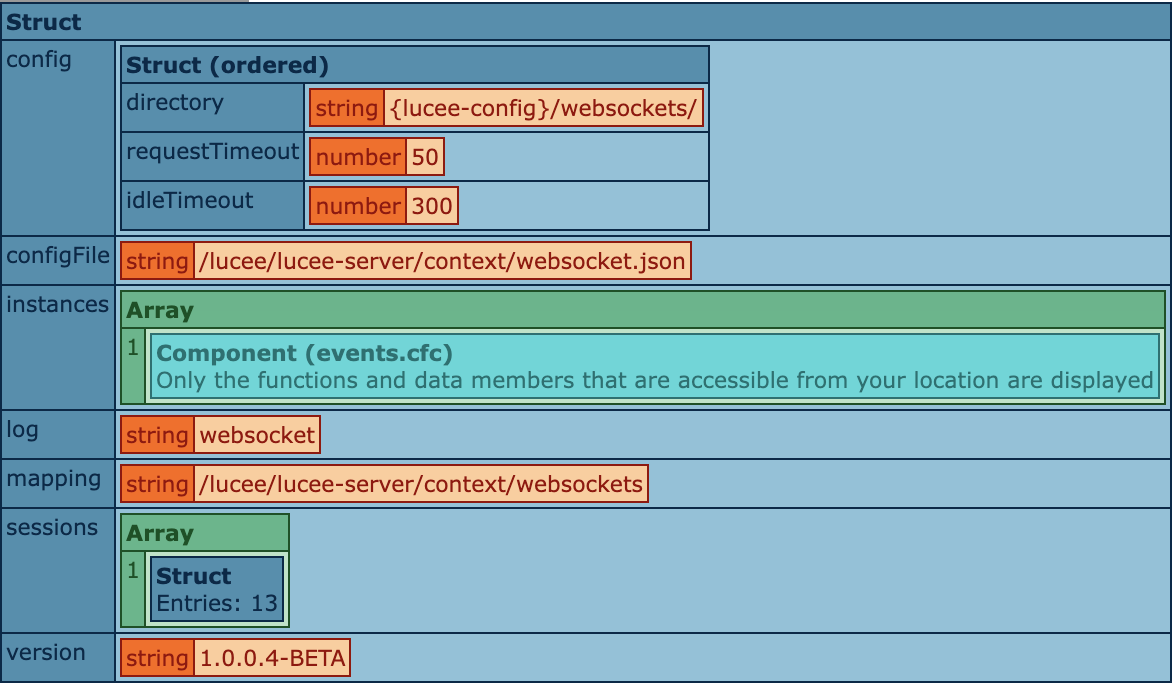 Struct
config
Struct (ordered)
directory string {lucee-config}/websockets/
requestTimeout number 50
idleTimeout number 300
configFile string /lucee/lucee-server/context/websocket.json
instances
Array
1 Component (events.cfc)
Only the functions and data members that are accessible from your location are displayed
log string websocket
mapping string /lucee/lucee-server/context/websockets
sessions
Array
1 Struct
Entries: 13
version string 1.0.0.4-BETA